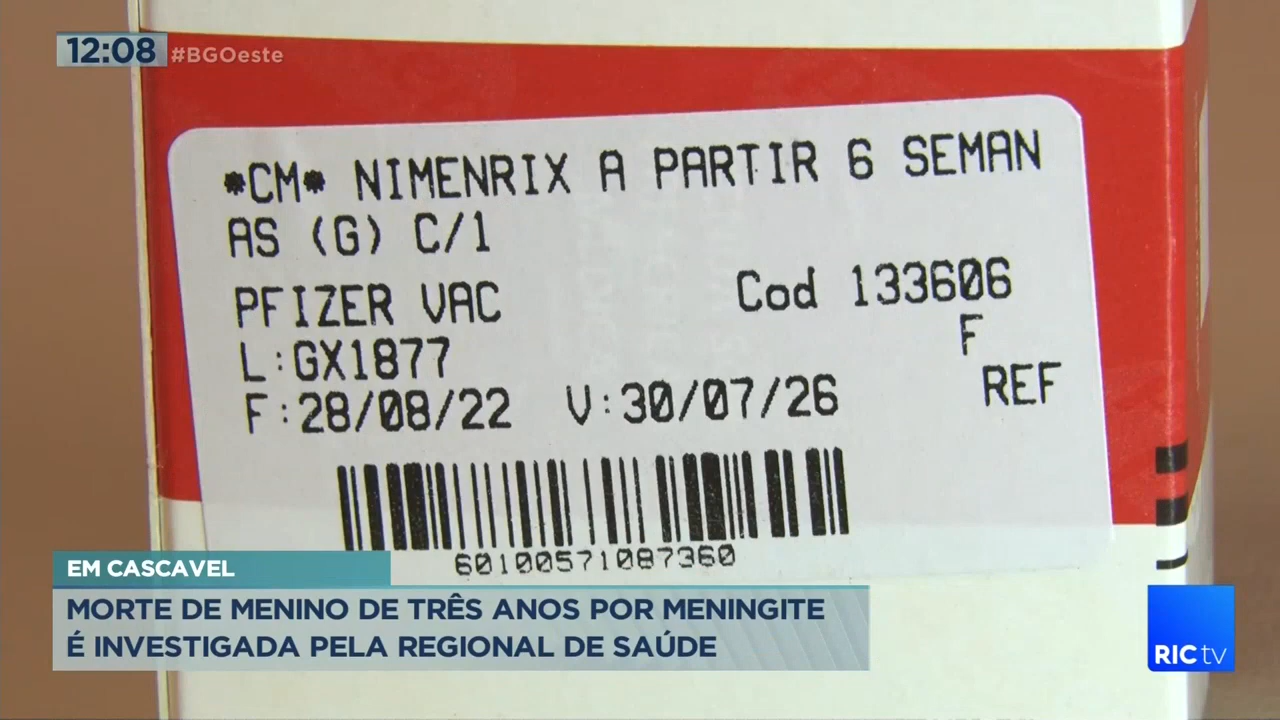 12:08 #BGOeste
*CM* NIMENRIX A PARTIR 6 SEMAN
AS (G) C/1
PFIZER VAC Cod 133606
F
L:GX1877
REF
F:28/08/22 V:30/07/26
60100571087360
EM CASCAVEL
MORTE DE MENINO DE TRÊS ANOS POR MENINGITE
É INVESTIGADA PELA REGIONAL DE SAÚDE
RIC tv